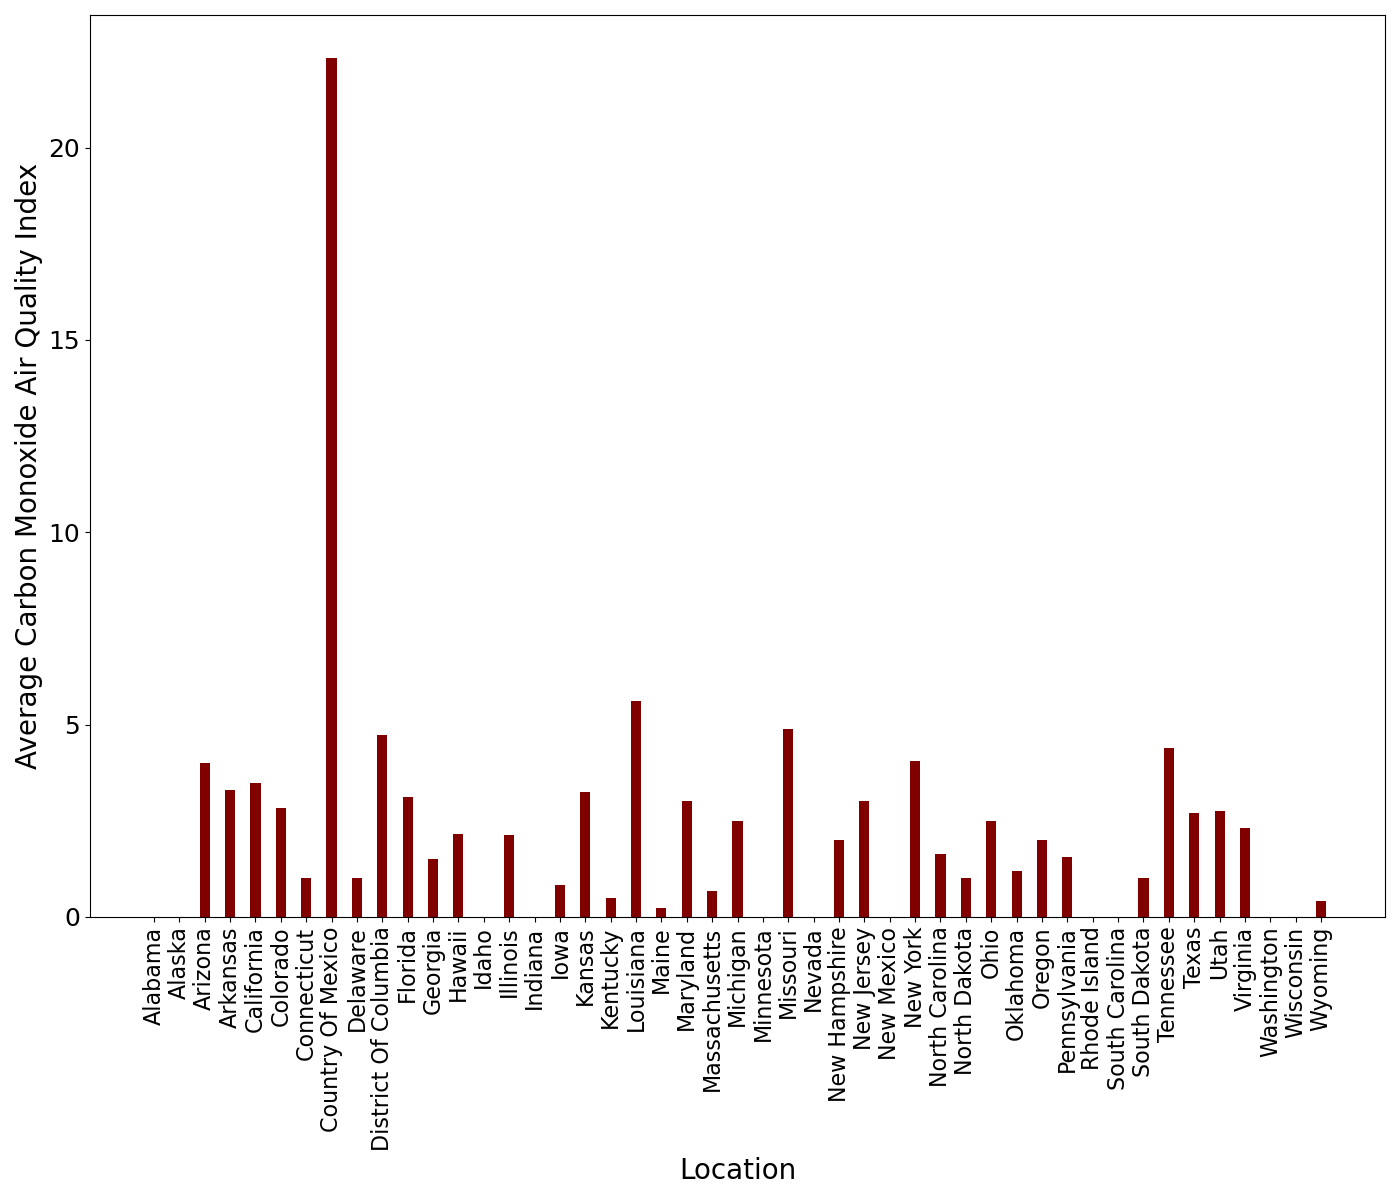 Average Carbon Monoxide Air Quality Index
20
15
10
5
0
Alabama
Alaska
Arizona
Arkansas
California
Colorado
Connecticut
Country Of Mexico
Delaware
District Of Columbia
Florida
Georgia
Hawaii
Idaho
Illinois
Indiana
Iowa
Kansas
Kentucky
Louisiana
Maine
Maryland
Massachusetts
Michigan
Minnesota
Missouri
Nevada
New Hampshire
New Jersey
New Mexico
New York
North Carolina
North Dakota
Ohio
Oklahoma
Oregon
Pennsylvania
Rhode Island
South Carolina
South Dakota
Tennessee
Texas
Utah
Virginia
Washington
Wisconsin
Wyoming
Location